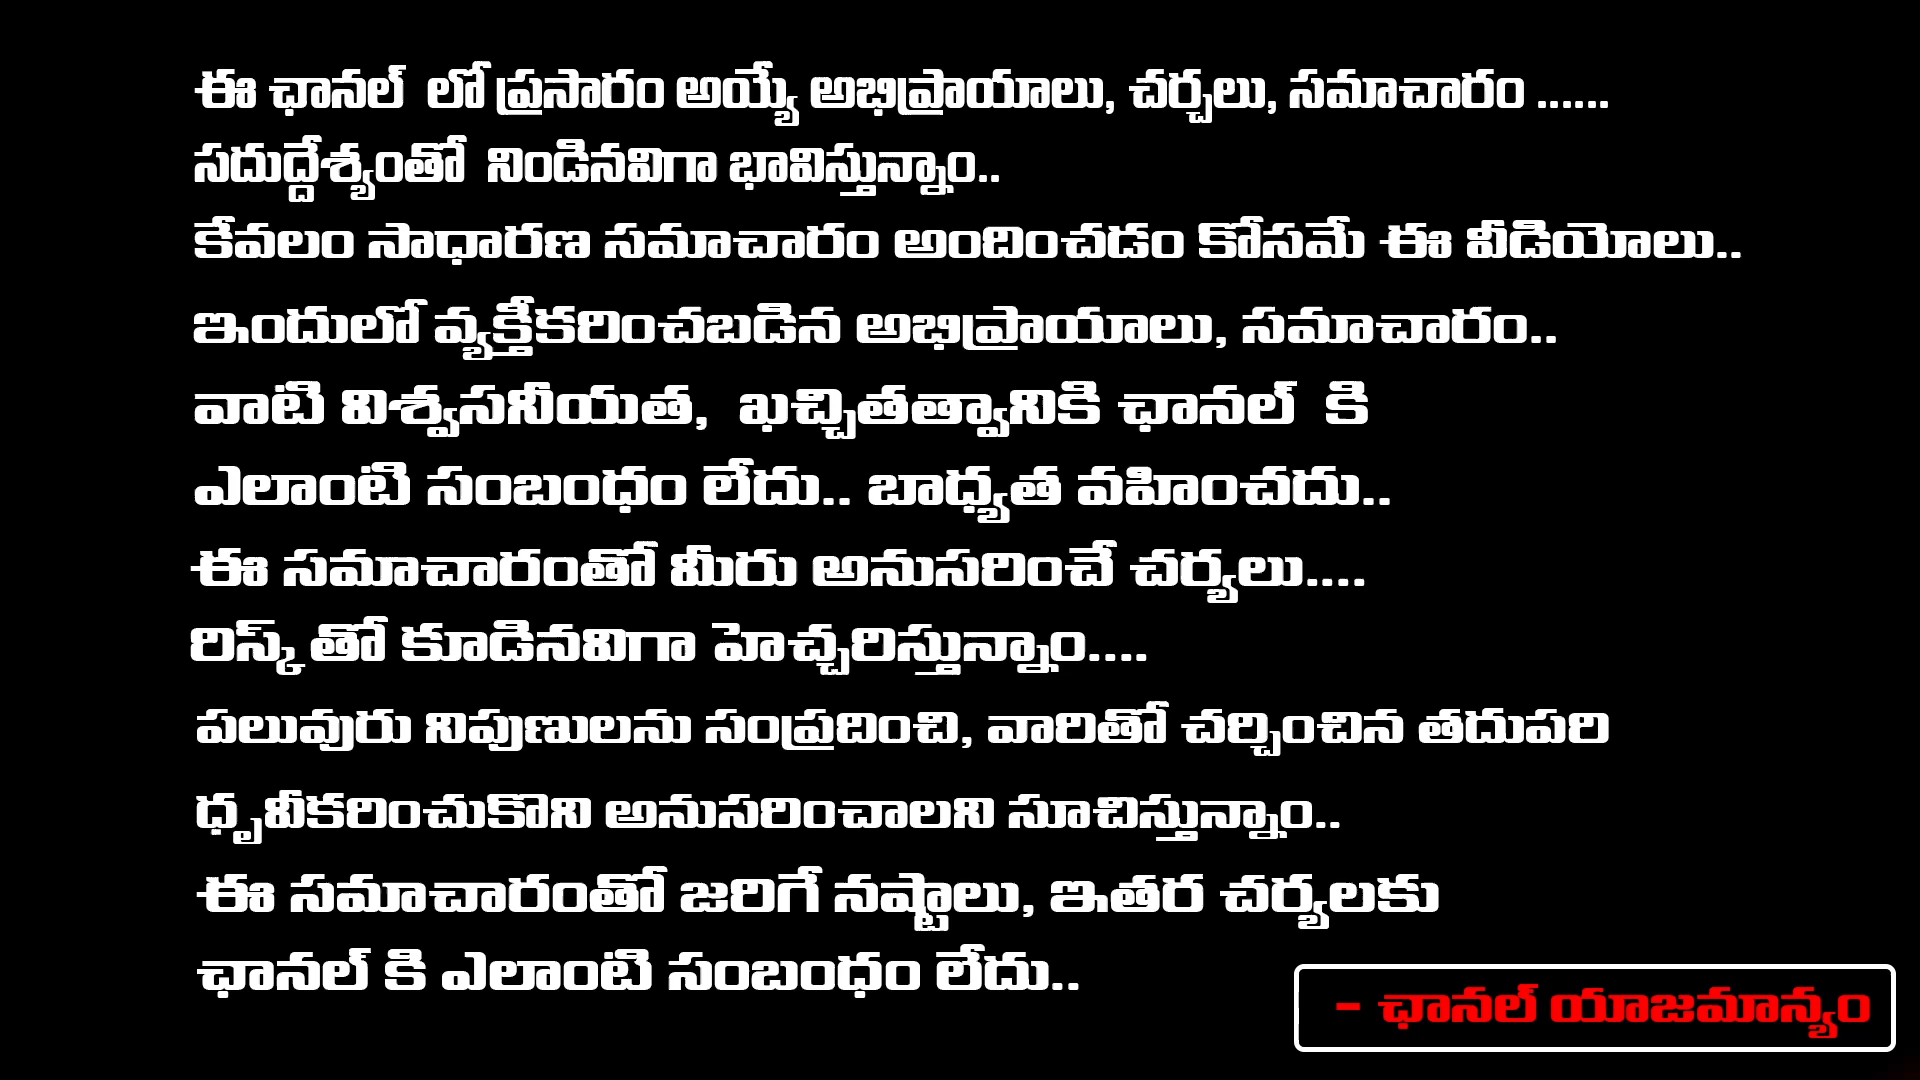 ఈ ఛానల్ లో ప్రసారం అయ్యే అభిప్రాయాలు, చర్చలు, సమాచారం ......
సదుద్దేశ్యంతో నిండినవిగా భావిస్తున్నాం..
కేవలం సాధారణ సమాచారం అందించడం కోసమే ఈ వీడియోలు..
ఇందులో వ్యక్తీకరించబడిన అభిప్రాయాలు, సమాచారం..
వాటి విశ్వసనీయత, ఖచ్చితత్వానికి ఛానల్ కి
ఎలాంటి సంబంధం లేదు.. బాధ్యత వహించదు..
ఈ సమాచారంతో మీరు అనుసరించే చర్యలు....
రిస్క్ తో కూడినవిగా హెచ్చరిస్తున్నాం....
పలువురు నిపుణులను సంప్రదించి, వారితో చర్చించిన తదుపరి
ధృవీకరించుకొని అనుసరించాలని సూచిస్తున్నాం..
ఈ సమాచారంతో జరిగే నష్టాలు, ఇతర చర్యలకు
ఛానల్ కి ఎలాంటి సంబంధం లేదు..
- ఛానల్ యాజమాన్యం